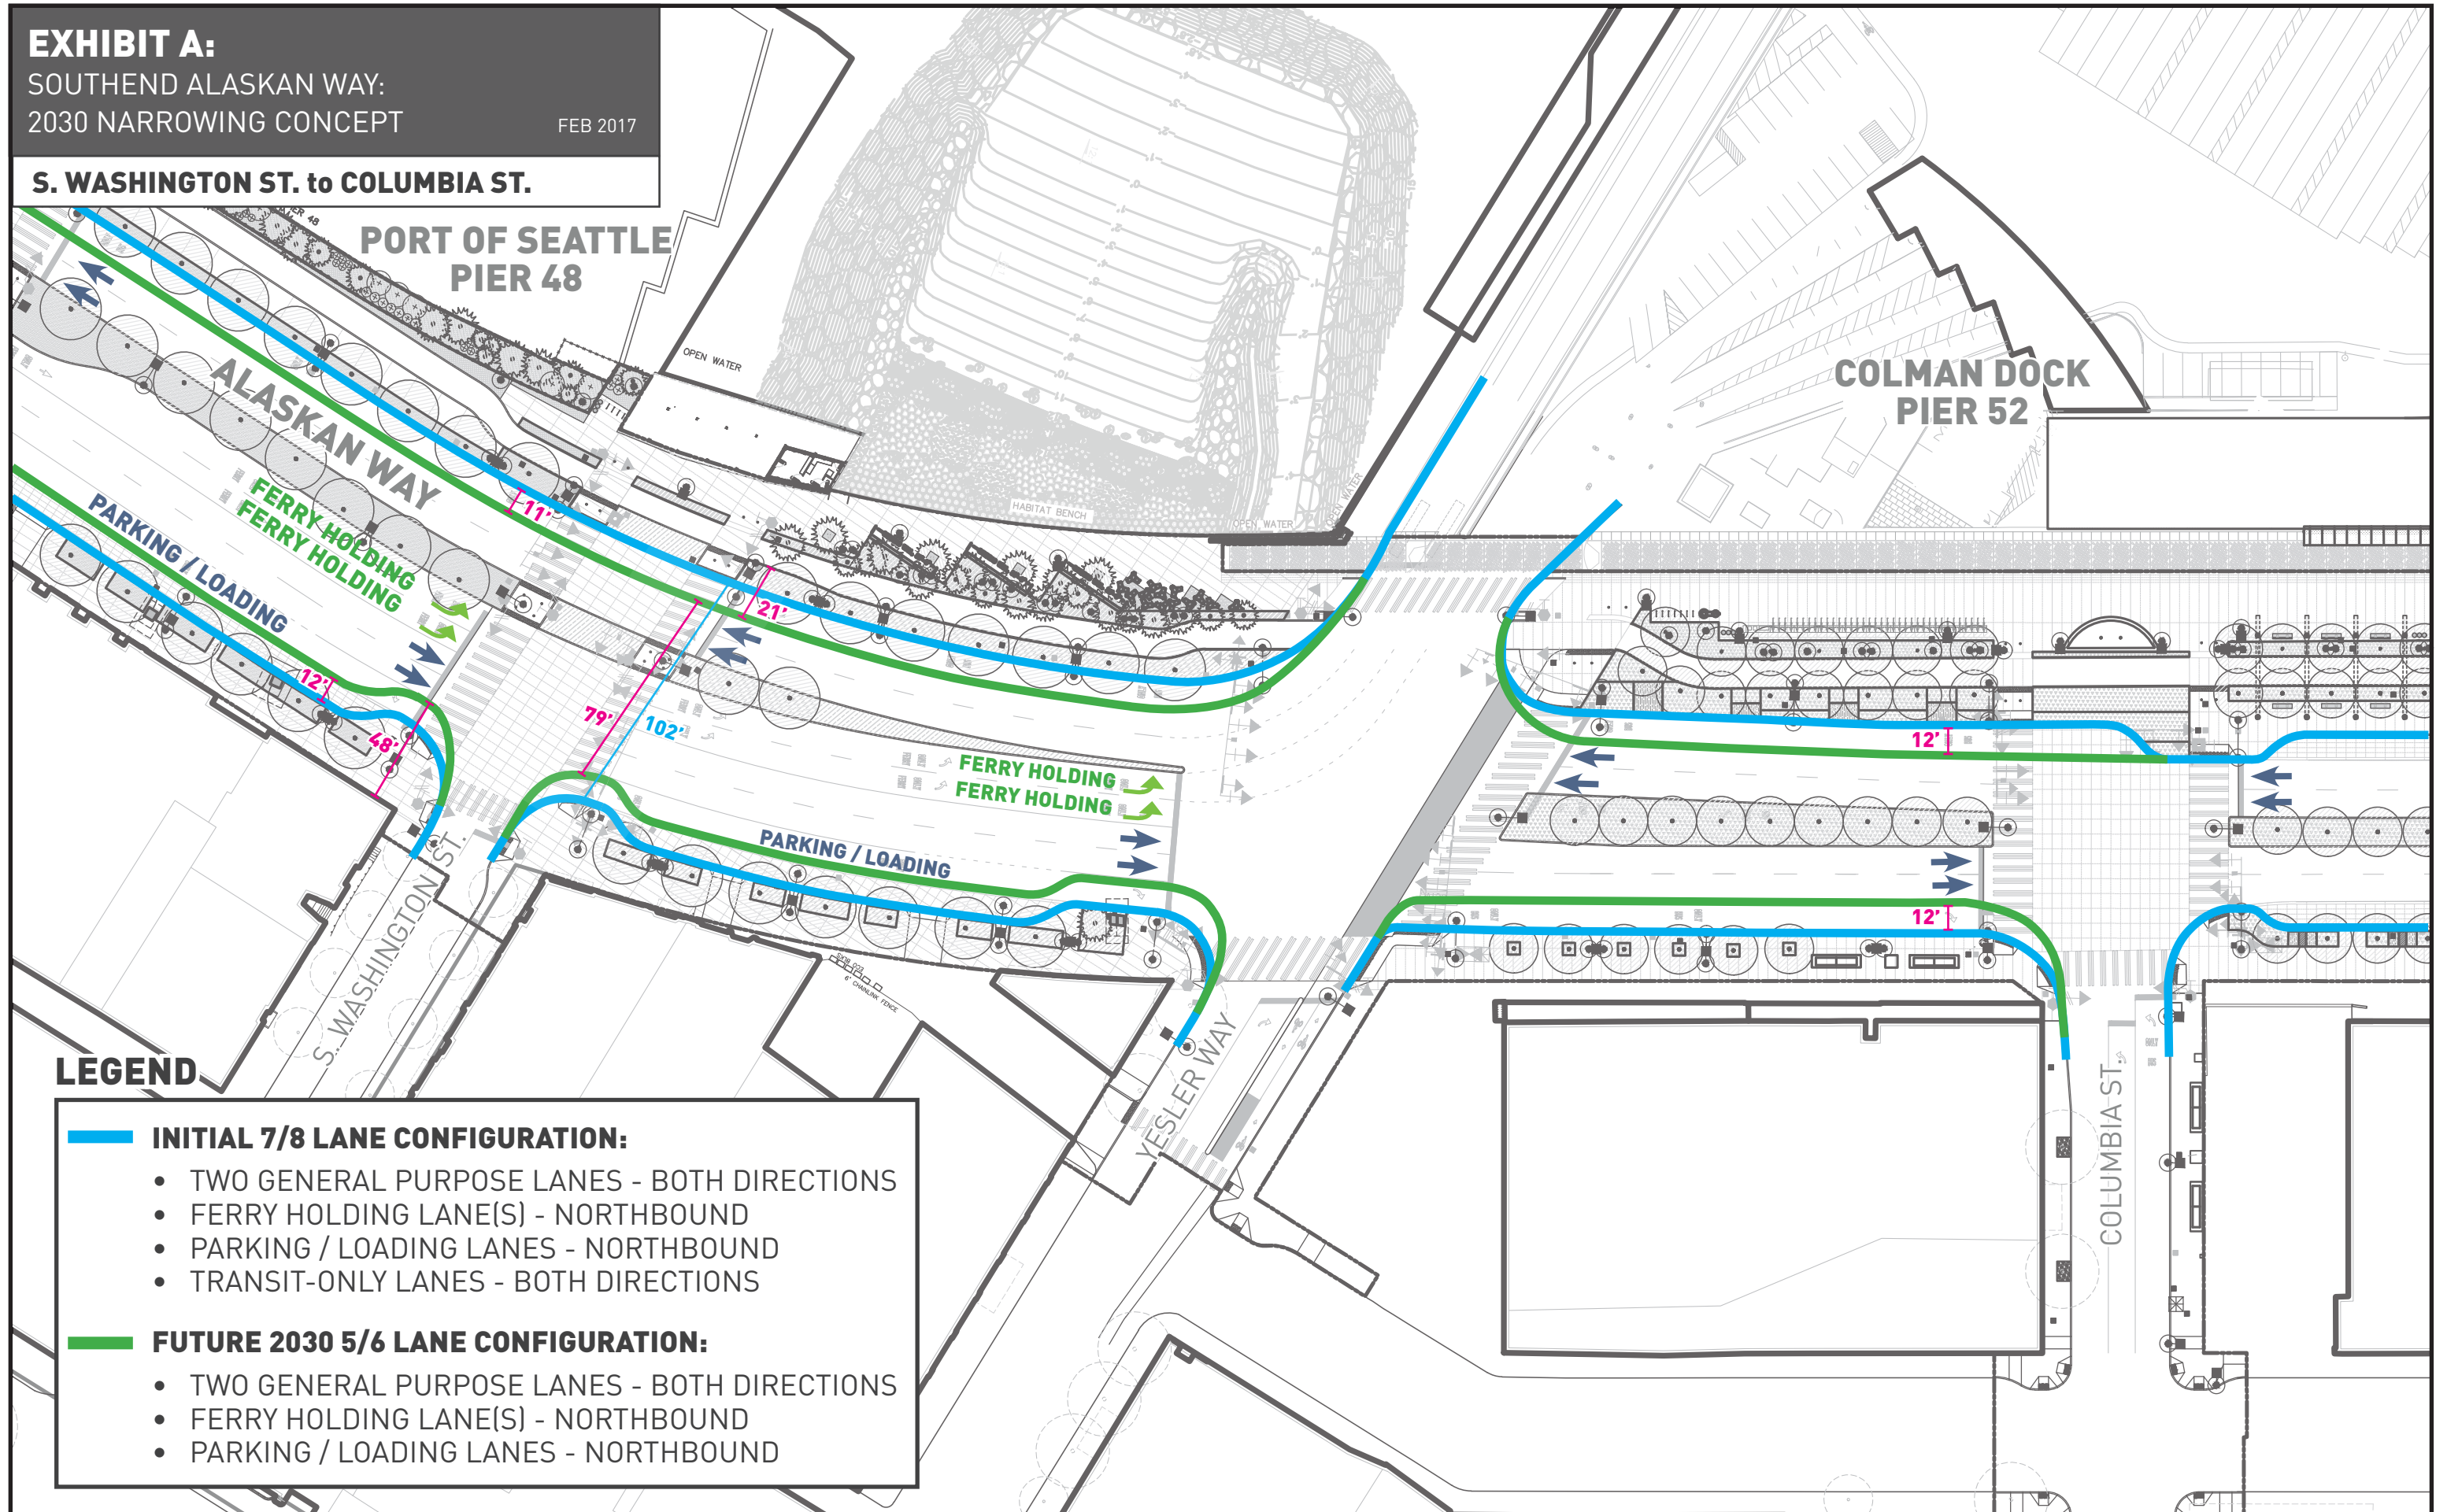 EXHIBIT A:
SOUTHEND ALASKAN WAY:
2030 NARROWING CONCEPT
FEB 2017
S. WASHINGTON ST. to COLUMBIA ST.
PORT OF SEATTLE
PIER 48
OPEN WATER
COLMAN DOCK
PIER 52
ALASKAN WAY
HABITAT BENCH
OPEN WATER
OPEN WATER
PARKING / LOADING
FERRY HOLDING
FERRY HOLDING
11'
21'
12'
48'
79'
102'
12'
FERRY HOLDING
FERRY HOLDING
PARKING / LOADING
12'
6' CHAINLINK FENCE
S. WASHINGTON ST.
YESLER WAY
COLUMBIA ST.
LEGEND
INITIAL 7/8 LANE CONFIGURATION:
• TWO GENERAL PURPOSE LANES - BOTH DIRECTIONS
• FERRY HOLDING LANE(S) - NORTHBOUND
• PARKING / LOADING LANES - NORTHBOUND
• TRANSIT-ONLY LANES - BOTH DIRECTIONS
FUTURE 2030 5/6 LANE CONFIGURATION:
• TWO GENERAL PURPOSE LANES - BOTH DIRECTIONS
• FERRY HOLDING LANE(S) - NORTHBOUND
• PARKING / LOADING LANES - NORTHBOUND